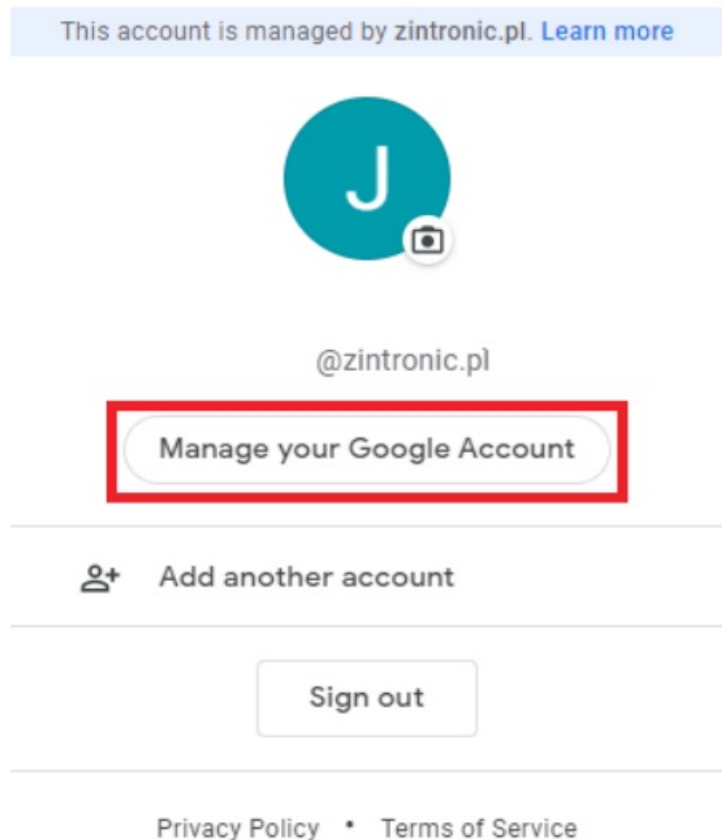 This account is managed by zintronic.pl. Learn more
J
@zintronic.pl
Manage your Google Account
Add another account
Sign out
Privacy Policy • Terms of Service